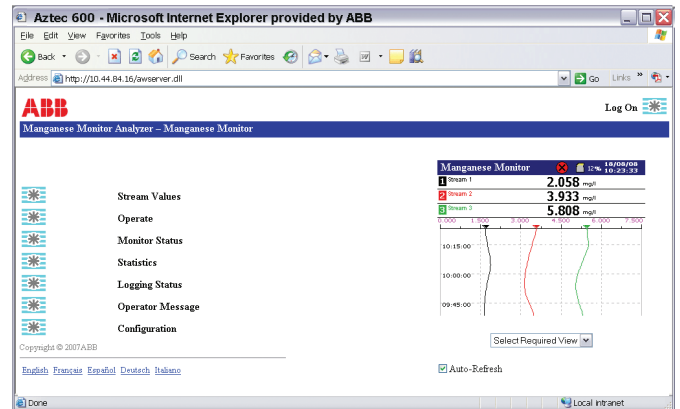 Aztec 600 - Microsoft Internet Explorer provided by ABB
File Edit View Favorites Tools Help
Back Search Favorites
Address http://10.44.84.16/awserver.dll Go Links »
ABB
Log On
Manganese Monitor Analyzer – Manganese Monitor
Manganese Monitor 12% 18/08/08 10:23:33
1 Stream 1 2.058 mg/l
2 Stream 2 3.933 mg/l
3 Stream 3 5.808 mg/l
0.000 1.500 3.000 4.500 6.000 7.500
10:15:00
10:00:00
09:45:00
Stream Values
Operate
Monitor Status
Statistics
Logging Status
Operator Message
Configuration
Select Required View
Auto-Refresh
Copyright © 2007ABB
English Français Español Deutsch Italiano
Done Local intranet